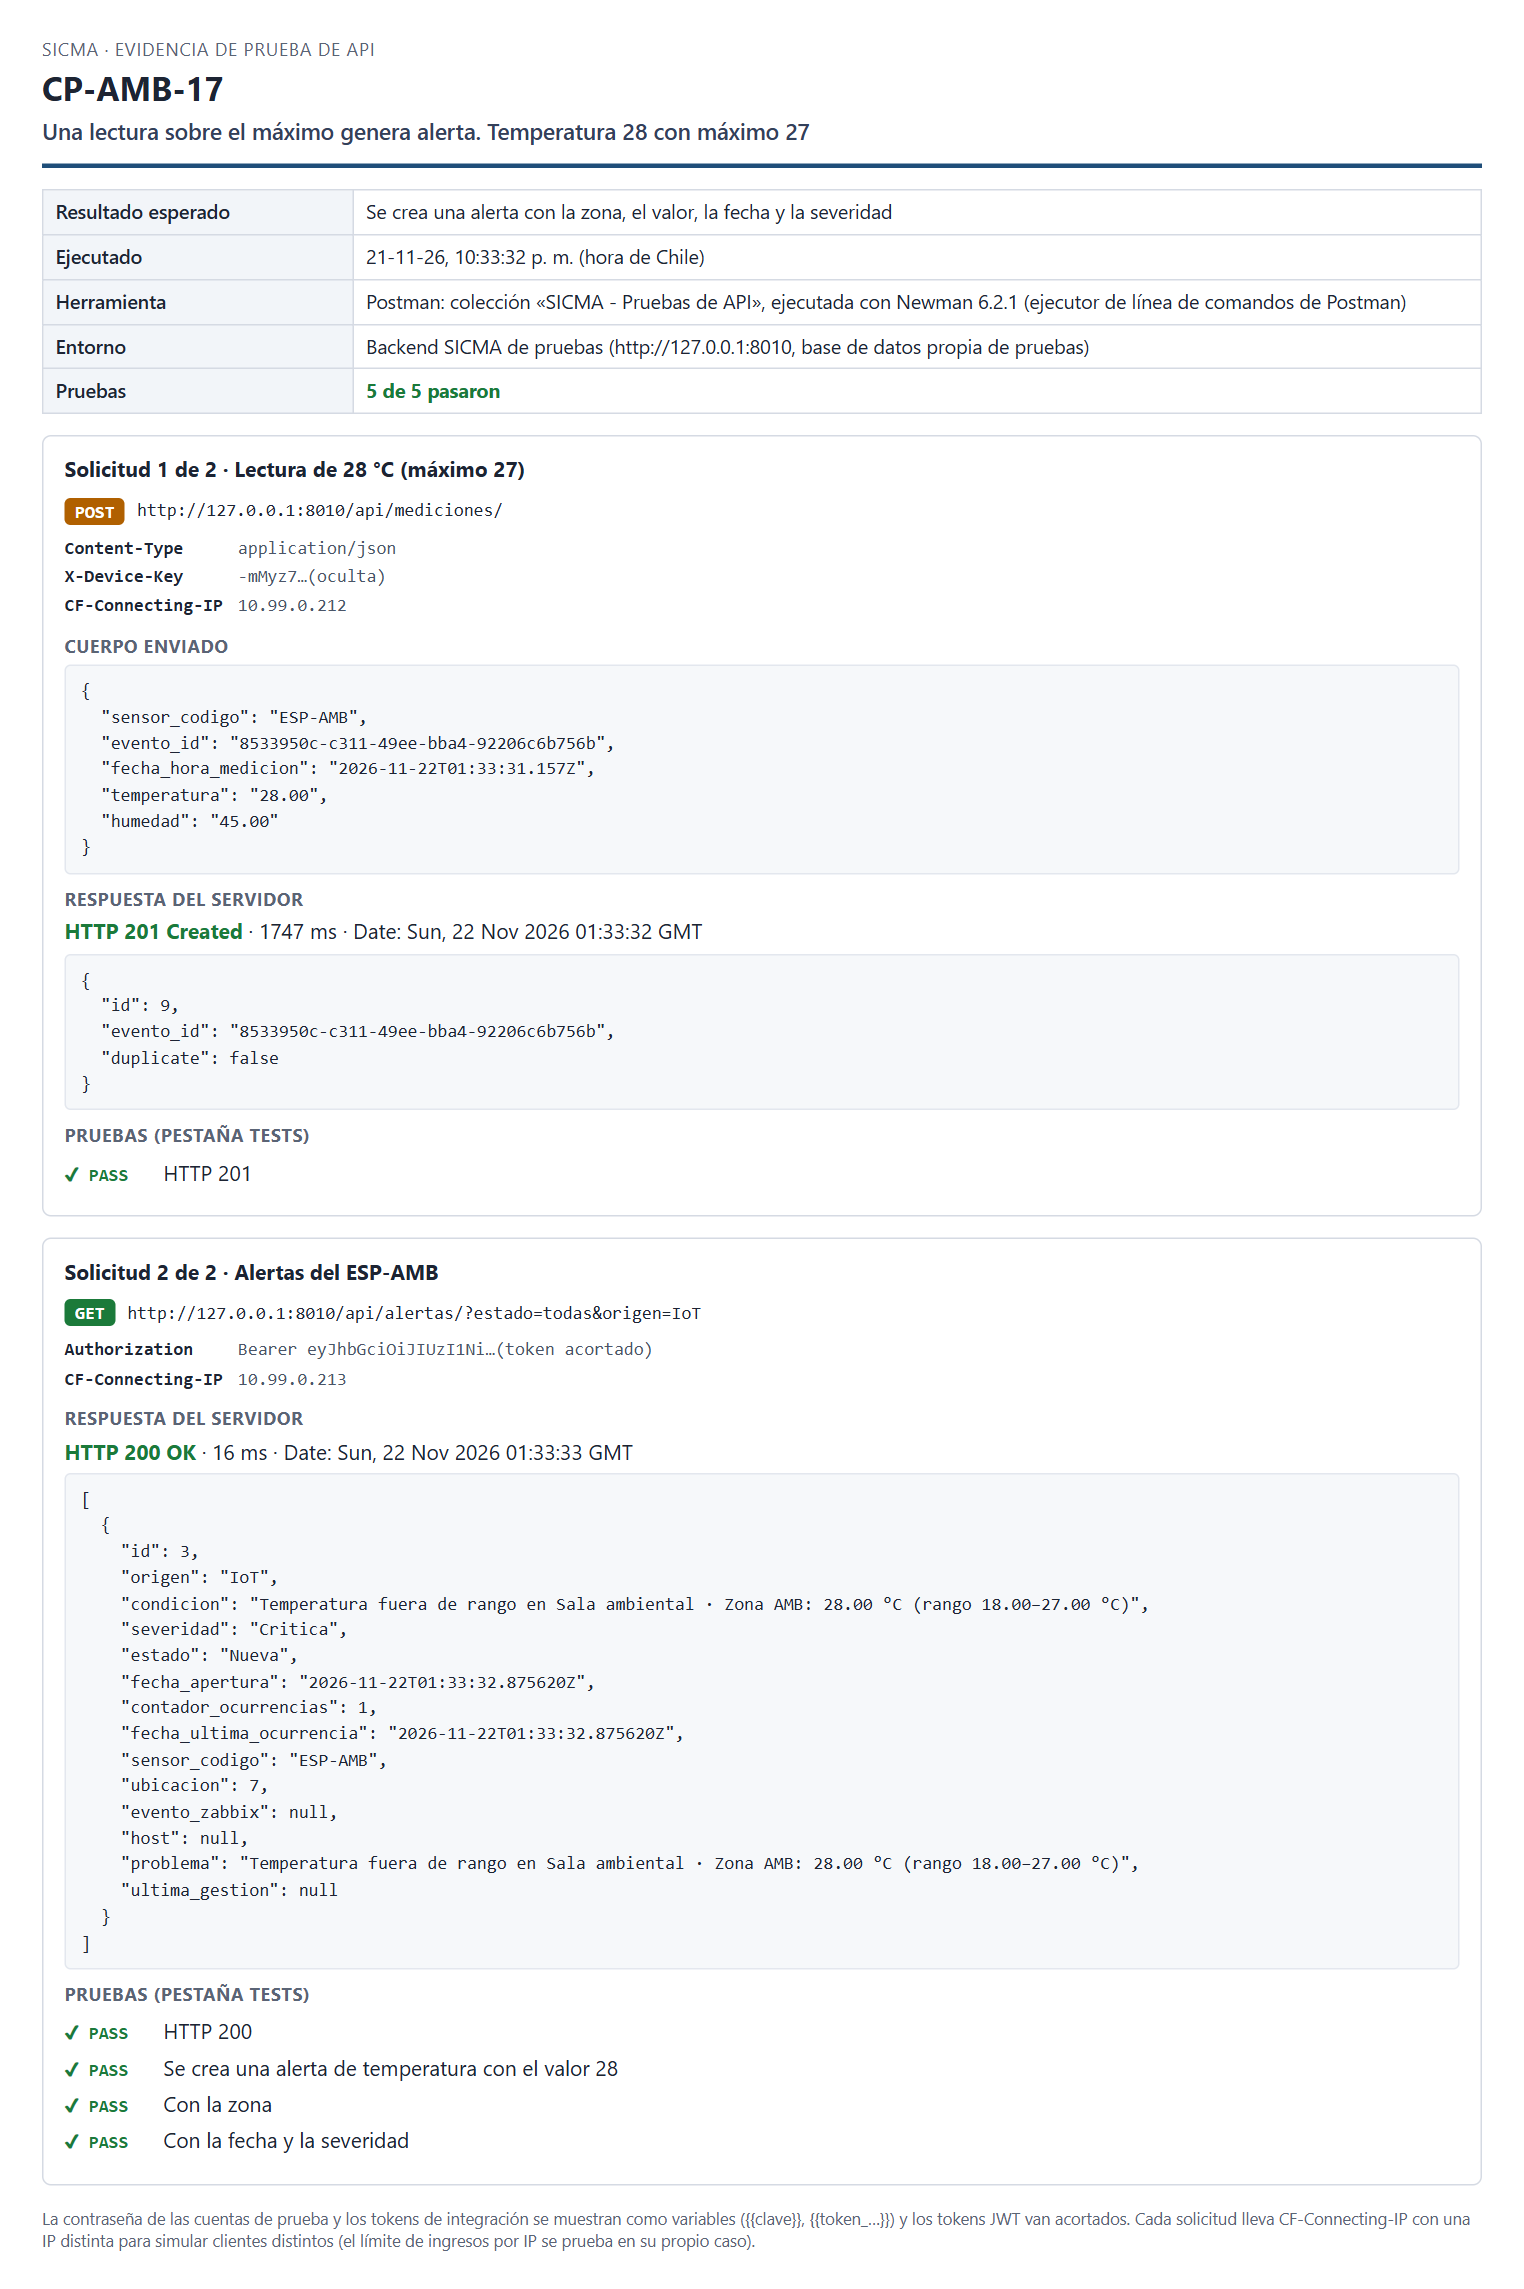 SICMA · EVIDENCIA DE PRUEBA DE API
CP-AMB-17
Una lectura sobre el máximo genera alerta. Temperatura 28 con máximo 27
Resultado esperado Se crea una alerta con la zona, el valor, la fecha y la severidad
Ejecutado 21-11-26, 10:33:32 p. m. (hora de Chile)
Herramienta Postman: colección «SICMA - Pruebas de API», ejecutada con Newman 6.2.1 (ejecutor de línea de comandos de Postman)
Entorno Backend SICMA de pruebas (http://127.0.0.1:8010, base de datos propia de pruebas)
Pruebas 5 de 5 pasaron
Solicitud 1 de 2 · Lectura de 28 °C (máximo 27)
POST http://127.0.0.1:8010/api/mediciones/
Content-Type application/json
X-Device-Key -mMyz7…(oculta)
CF-Connecting-IP 10.99.0.212
CUERPO ENVIADO
{
  "sensor_codigo": "ESP-AMB",
  "evento_id": "8533950c-c311-49ee-bba4-92206c6b756b",
  "fecha_hora_medicion": "2026-11-22T01:33:31.157Z",
  "temperatura": "28.00",
  "humedad": "45.00"
}
RESPUESTA DEL SERVIDOR
HTTP 201 Created · 1747 ms · Date: Sun, 22 Nov 2026 01:33:32 GMT
{
  "id": 9,
  "evento_id": "8533950c-c311-49ee-bba4-92206c6b756b",
  "duplicate": false
}
PRUEBAS (PESTAÑA TESTS)
✓ PASS HTTP 201
Solicitud 2 de 2 · Alertas del ESP-AMB
GET http://127.0.0.1:8010/api/alertas/?estado=todas&origen=IoT
Authorization Bearer eyJhbGciOiJIUzI1Ni…(token acortado)
CF-Connecting-IP 10.99.0.213
RESPUESTA DEL SERVIDOR
HTTP 200 OK · 16 ms · Date: Sun, 22 Nov 2026 01:33:33 GMT
[
  {
    "id": 3,
    "origen": "IoT",
    "condicion": "Temperatura fuera de rango en Sala ambiental · Zona AMB: 28.00 °C (rango 18.00–27.00 °C)",
    "severidad": "Critica",
    "estado": "Nueva",
    "fecha_apertura": "2026-11-22T01:33:32.875620Z",
    "contador_ocurrencias": 1,
    "fecha_ultima_ocurrencia": "2026-11-22T01:33:32.875620Z",
    "sensor_codigo": "ESP-AMB",
    "ubicacion": 7,
    "evento_zabbix": null,
    "host": null,
    "problema": "Temperatura fuera de rango en Sala ambiental · Zona AMB: 28.00 °C (rango 18.00–27.00 °C)",
    "ultima_gestion": null
  }
]
PRUEBAS (PESTAÑA TESTS)
✓ PASS HTTP 200
✓ PASS Se crea una alerta de temperatura con el valor 28
✓ PASS Con la zona
✓ PASS Con la fecha y la severidad
La contraseña de las cuentas de prueba y los tokens de integración se muestran como variables ({{clave}}, {{token_...}}) y los tokens JWT van acortados. Cada solicitud lleva CF-Connecting-IP con una
IP distinta para simular clientes distintos (el límite de ingresos por IP se prueba en su propio caso).